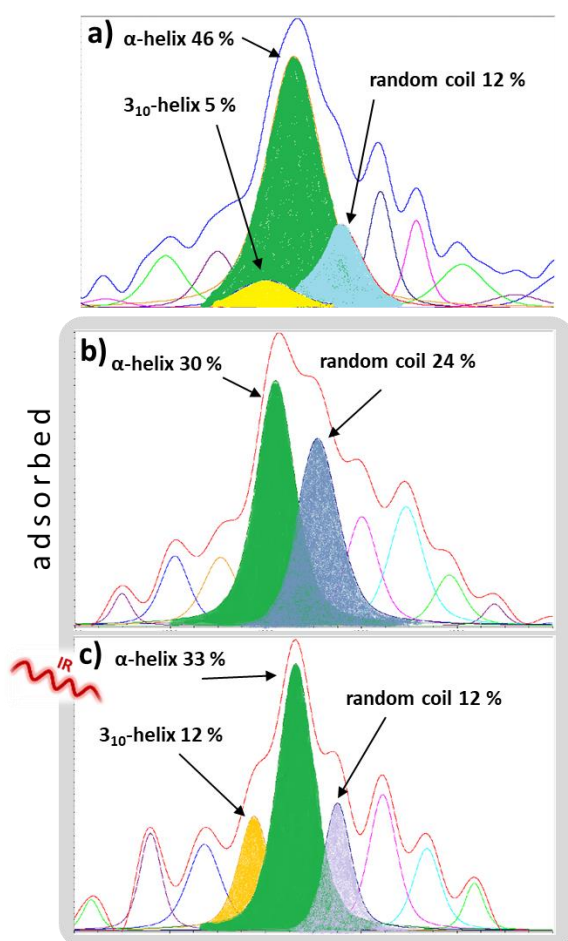 a)
α-helix 46 %
random coil 12 %
3₁₀-helix 5 %
adsorbed
b)
α-helix 30 %
random coil 24 %
IR
c)
α-helix 33 %
random coil 12 %
3₁₀-helix 12 %